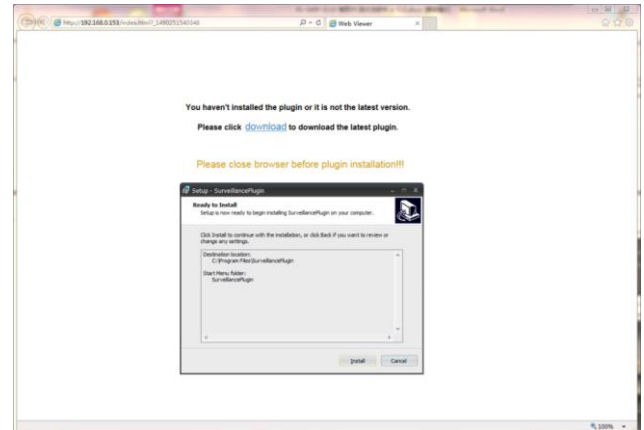 http://192.168.0.153/index.html?_1490251540346
Web Viewer
You haven't installed the plugin or it is not the latest version.
Please click download to download the latest plugin.
Please close browser before plugin installation!!!
Setup - SurveillancePlugin
Ready to Install
Setup is now ready to begin installing SurveillancePlugin on your computer.
Click Install to continue with the installation, or click Back if you want to review or
change any settings.
Destination location:
C:\Program Files\SurveillancePlugin
Start Menu folder:
SurveillancePlugin
Install
Cancel
100%